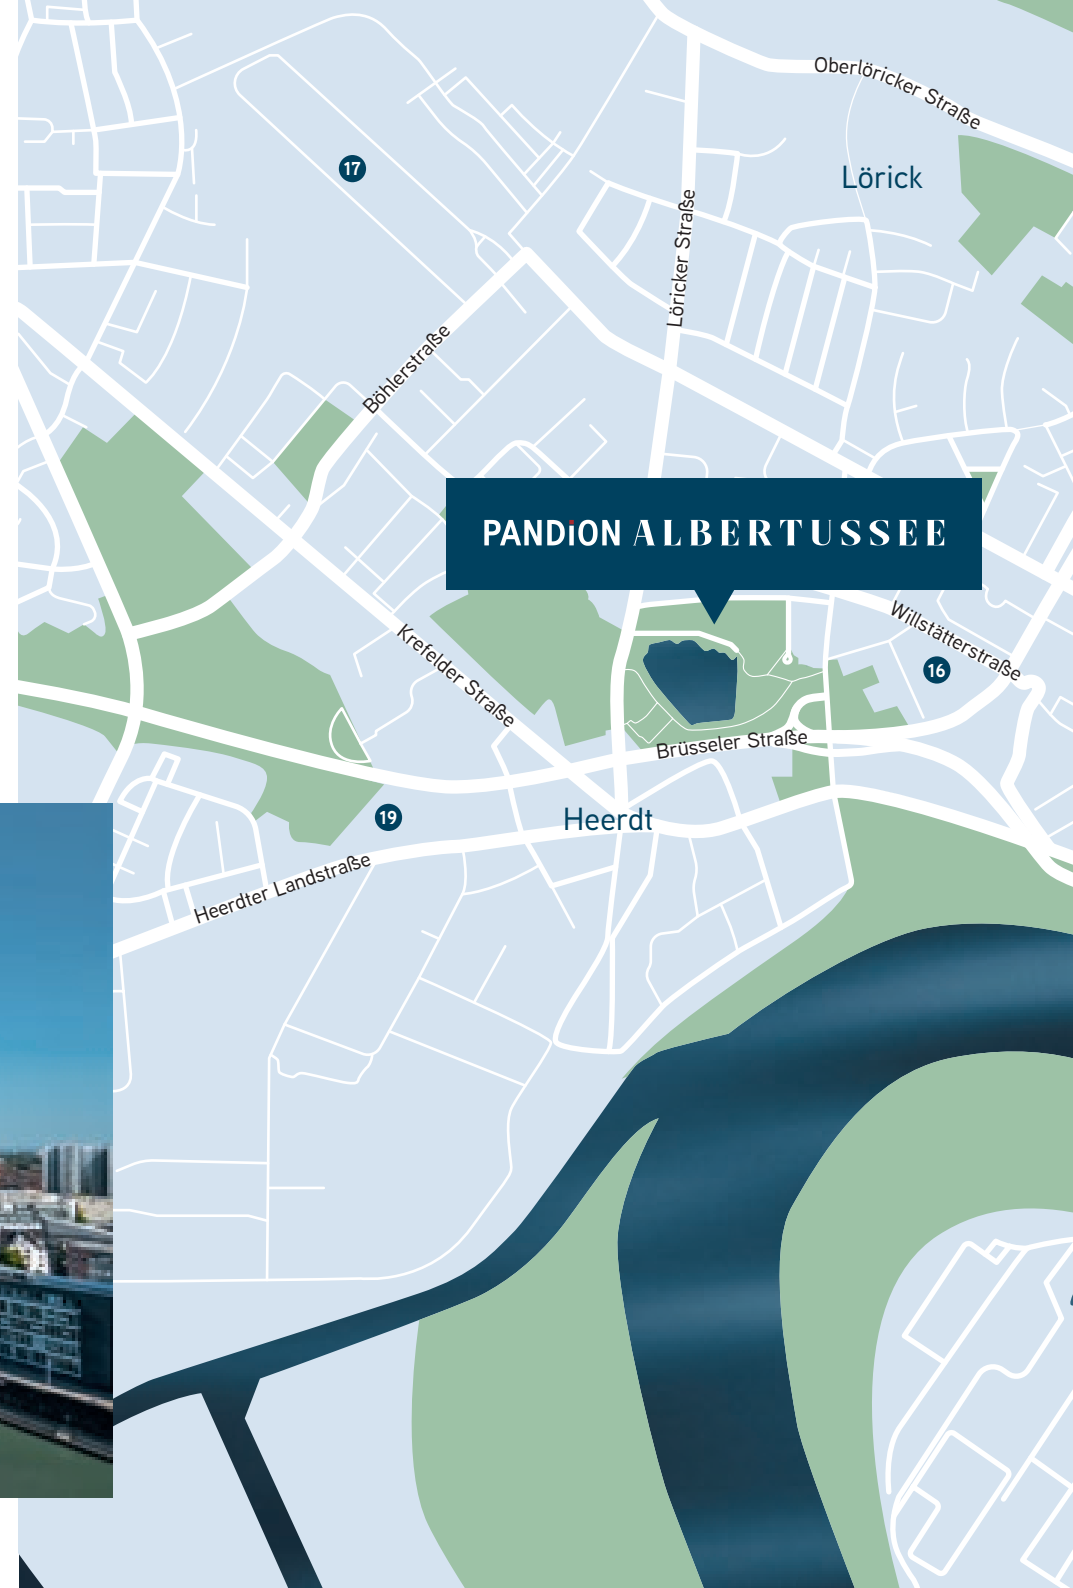 Oberlöricker Straße
17
Lörick
Löricker Straße
Böhlerstraße
PANDION ALBERTUSSEE
Willstätterstraße
Krefelder Straße
16
Brüsseler Straße
19
Heerdt
Heerdter Landstraße